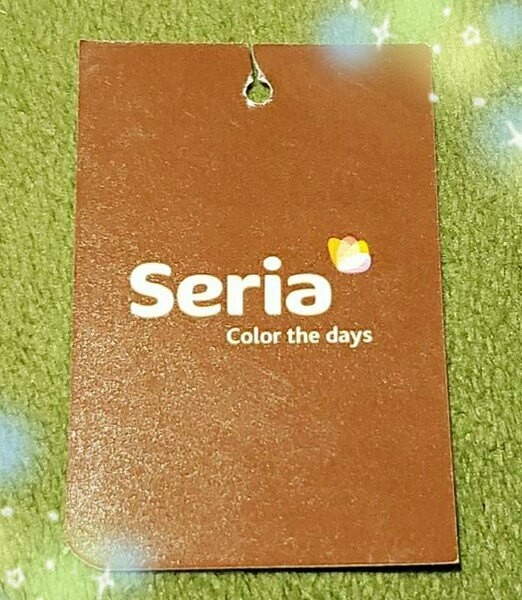 Seria
Color the days